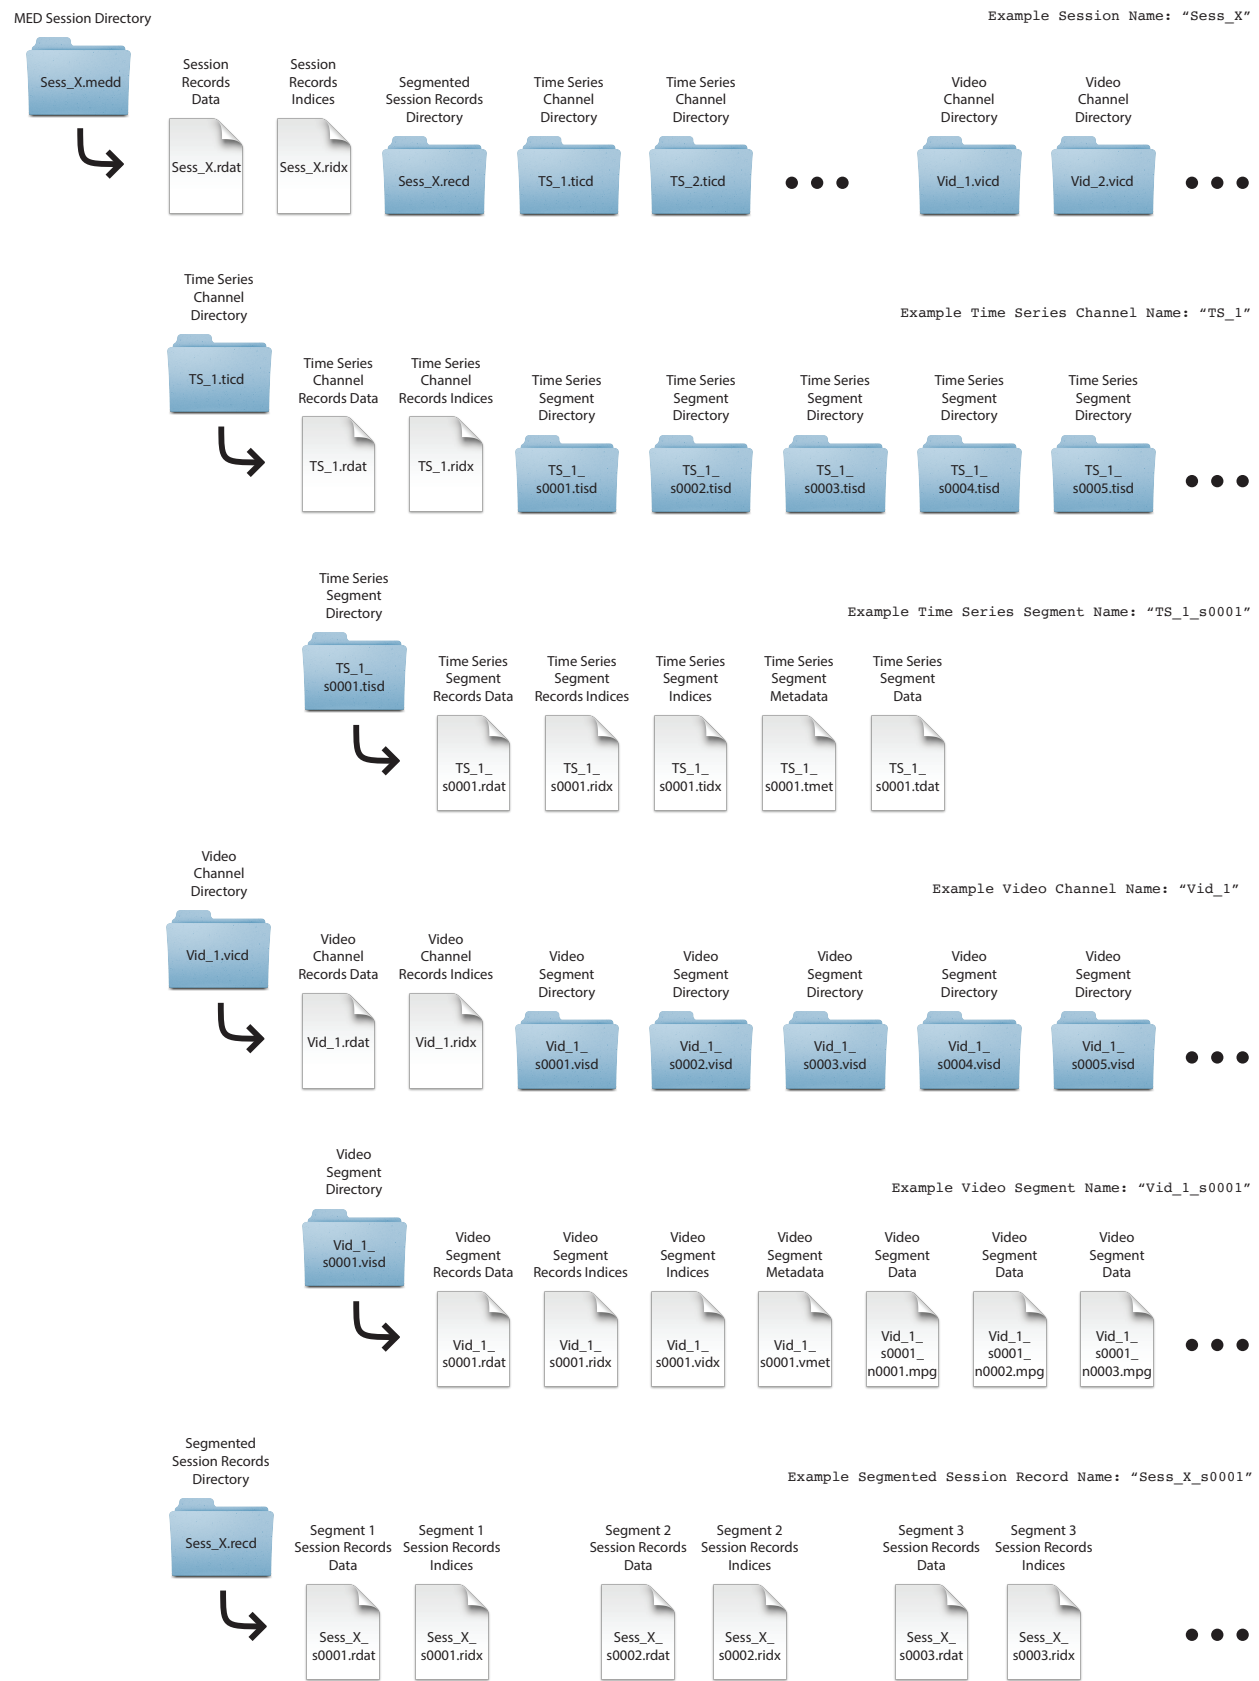 MED Session Directory
Example Session Name: “Sess_X”
Sess_X.medd
Session
Records
Data
Session
Records
Indices
Segmented
Session Records
Directory
Time Series
Channel
Directory
Time Series
Channel
Directory
Video
Channel
Directory
Video
Channel
Directory
Sess_X.rdat
Sess_X.ridx
Sess_X.recd
TS_1.ticd
TS_2.ticd
Vid_1.vicd
Vid_2.vicd
Time Series
Channel
Directory
Example Time Series Channel Name: “TS_1”
TS_1.ticd
Time Series
Channel
Records Data
Time Series
Channel
Records Indices
Time Series
Segment
Directory
Time Series
Segment
Directory
Time Series
Segment
Directory
Time Series
Segment
Directory
Time Series
Segment
Directory
TS_1.rdat
TS_1.ridx
TS_1_
s0001.tisd
TS_1_
s0002.tisd
TS_1_
s0003.tisd
TS_1_
s0004.tisd
TS_1_
s0005.tisd
Time Series
Segment
Directory
Example Time Series Segment Name: “TS_1_s0001”
TS_1_
s0001.tisd
Time Series
Segment
Records Data
Time Series
Segment
Records Indices
Time Series
Segment
Indices
Time Series
Segment
Metadata
Time Series
Segment
Data
TS_1_
s0001.rdat
TS_1_
s0001.ridx
TS_1_
s0001.tidx
TS_1_
s0001.tmet
TS_1_
s0001.tdat
Video
Channel
Directory
Example Video Channel Name: “Vid_1”
Vid_1.vicd
Video
Channel
Records Data
Video
Channel
Records Indices
Video
Segment
Directory
Video
Segment
Directory
Video
Segment
Directory
Video
Segment
Directory
Video
Segment
Directory
Vid_1.rdat
Vid_1.ridx
Vid_1_
s0001.visd
Vid_1_
s0002.visd
Vid_1_
s0003.visd
Vid_1_
s0004.visd
Vid_1_
s0005.visd
Video
Segment
Directory
Example Video Segment Name: “Vid_1_s0001”
Vid_1_
s0001.visd
Video
Segment
Records Data
Video
Segment
Records Indices
Video
Segment
Indices
Video
Segment
Metadata
Video
Segment
Data
Video
Segment
Data
Video
Segment
Data
Vid_1_
s0001.rdat
Vid_1_
s0001.ridx
Vid_1_
s0001.vidx
Vid_1_
s0001.vmet
Vid_1_
s0001_
n0001.mpg
Vid_1_
s0001_
n0002.mpg
Vid_1_
s0001_
n0003.mpg
Segmented
Session Records
Directory
Example Segmented Session Record Name: “Sess_X_s0001”
Sess_X.recd
Segment 1
Session Records
Data
Segment 1
Session Records
Indices
Segment 2
Session Records
Data
Segment 2
Session Records
Indices
Segment 3
Session Records
Data
Segment 3
Session Records
Indices
Sess_X_
s0001.rdat
Sess_X_
s0001.ridx
Sess_X_
s0002.rdat
Sess_X_
s0002.ridx
Sess_X_
s0003.rdat
Sess_X_
s0003.ridx